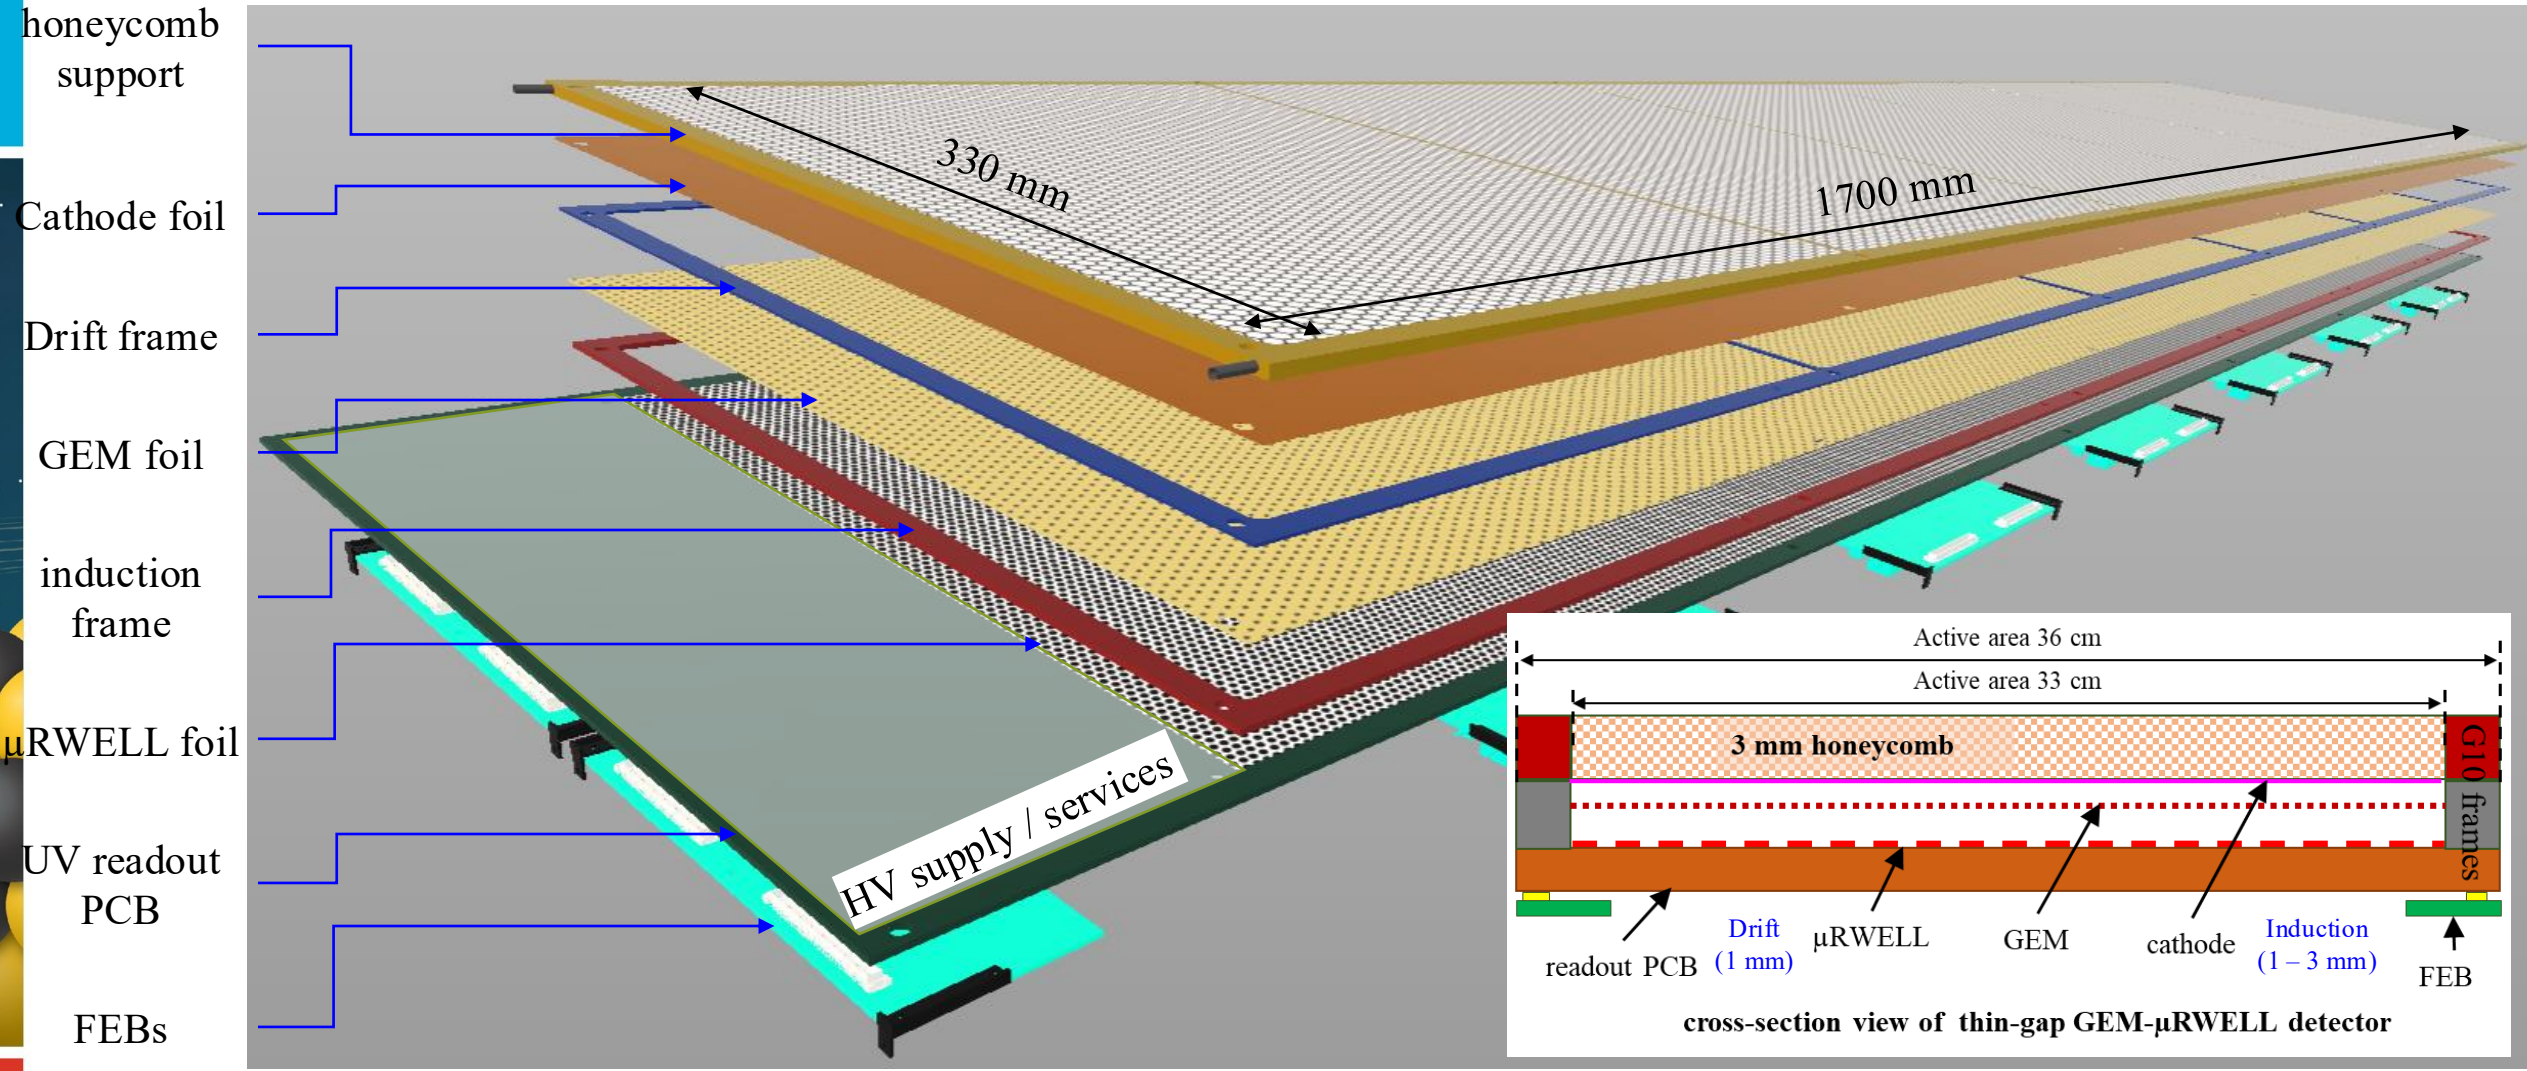 honeycomb
support
Cathode foil
Drift frame
GEM foil
induction
frame
μRWELL foil
UV readout
PCB
FEBs
330 mm
1700 mm
HV supply / services
Active area 36 cm
Active area 33 cm
3 mm honeycomb
G10 frames
readout PCB
Drift
(1 mm)
μRWELL
GEM
cathode
Induction
(1 – 3 mm)
FEB
cross-section view of thin-gap GEM-μRWELL detector